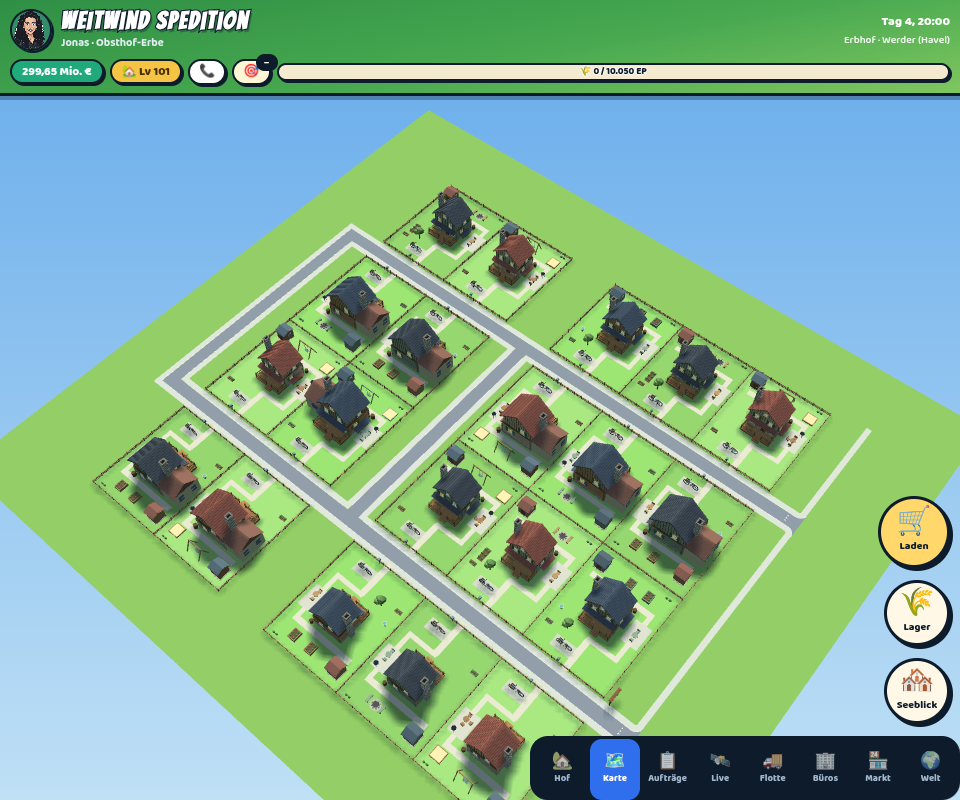 WEITWIND SPEDITION
Jonas · Obsthof-Erbe
Tag 4, 20:00
Erbhof · Werder (Havel)
299,65 Mio. €
Lv 101
–
0 / 10.050 EP
Laden
Lager
Seeblick
Hof
Karte
Aufträge
Live
Flotte
Büros
Markt
Welt